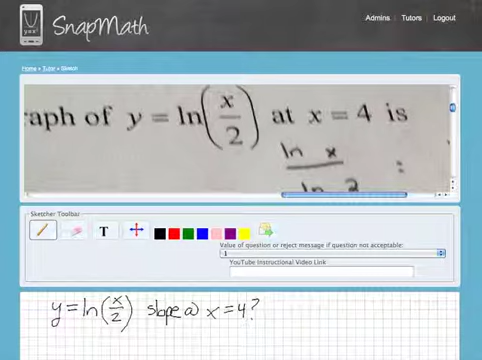 SnapMath
Admins Tutors Logout
Home » Tutor » Sketch
raph of y = ln(x/2) at x = 4 is
ln x
ln 2
Sketcher Toolbar
T
Value of question or reject message if question not acceptable:
1
YouTube Instructional Video Link
y = ln(x/2) slope @ x = 4?